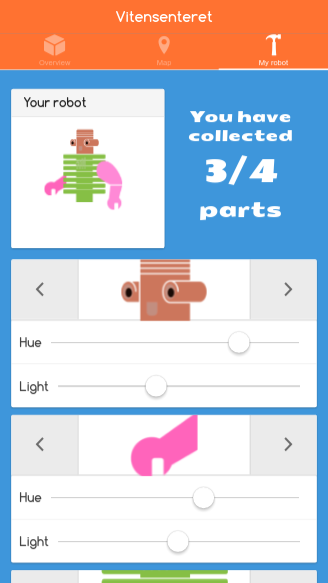 Vitensenteret
Overview
Map
My robot
Your robot
You have
collected
3/4
parts
Hue
Light
Hue
Light